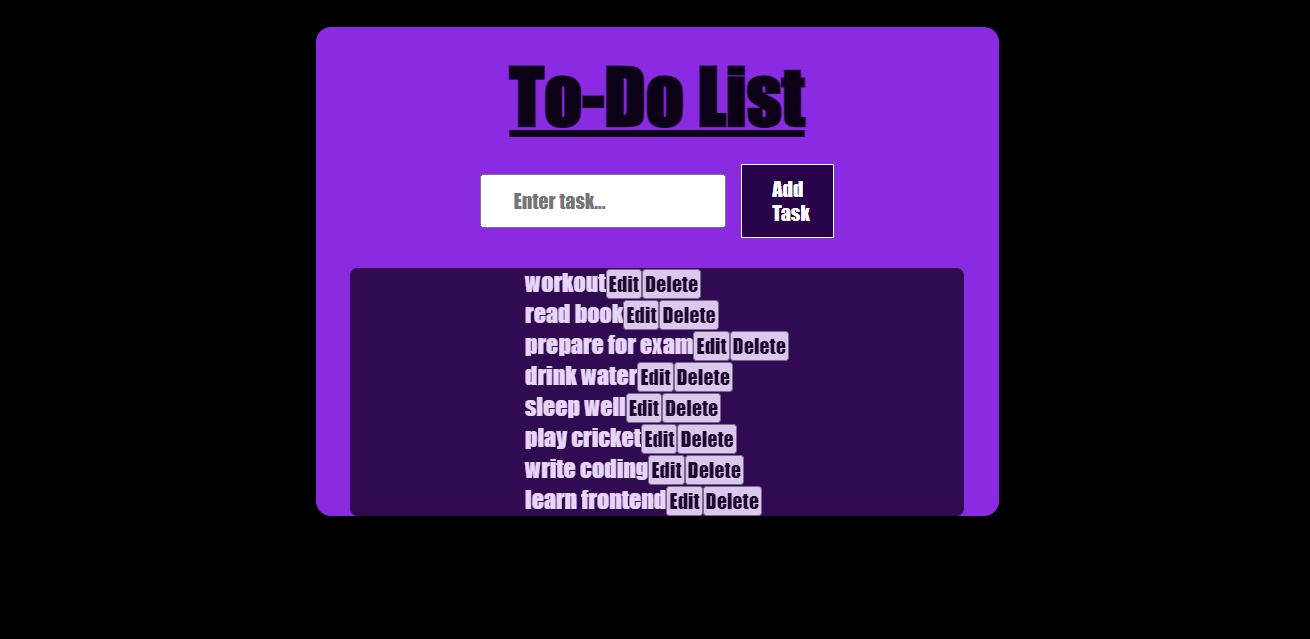 To-Do List
Enter task...
Add
Task
workout Edit Delete
read book Edit Delete
prepare for exam Edit Delete
drink water Edit Delete
sleep well Edit Delete
play cricket Edit Delete
write coding Edit Delete
learn frontend Edit Delete